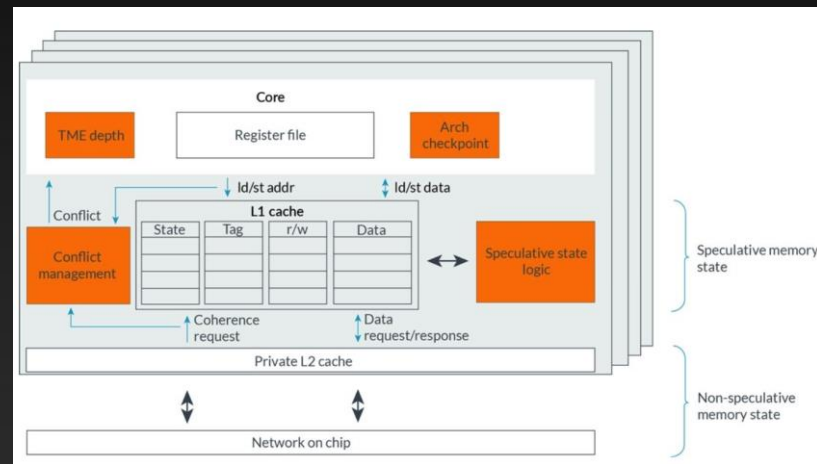 Core
TME depth
Register file
Arch
checkpoint
ld/st addr
ld/st data
Conflict
L1 cache
State
Tag
r/w
Data
Conflict
management
Speculative state
logic
Speculative memory
state
Coherence
request
Data
request/response
Private L2 cache
Non-speculative
memory state
Network on chip